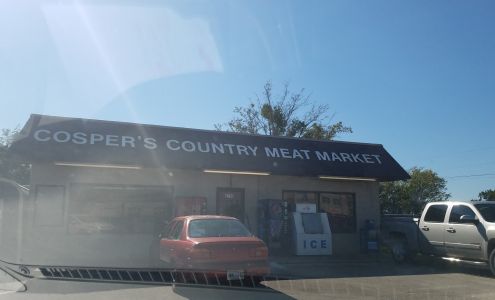 COSPER'S COUNTRY MEAT MARKET
ICE